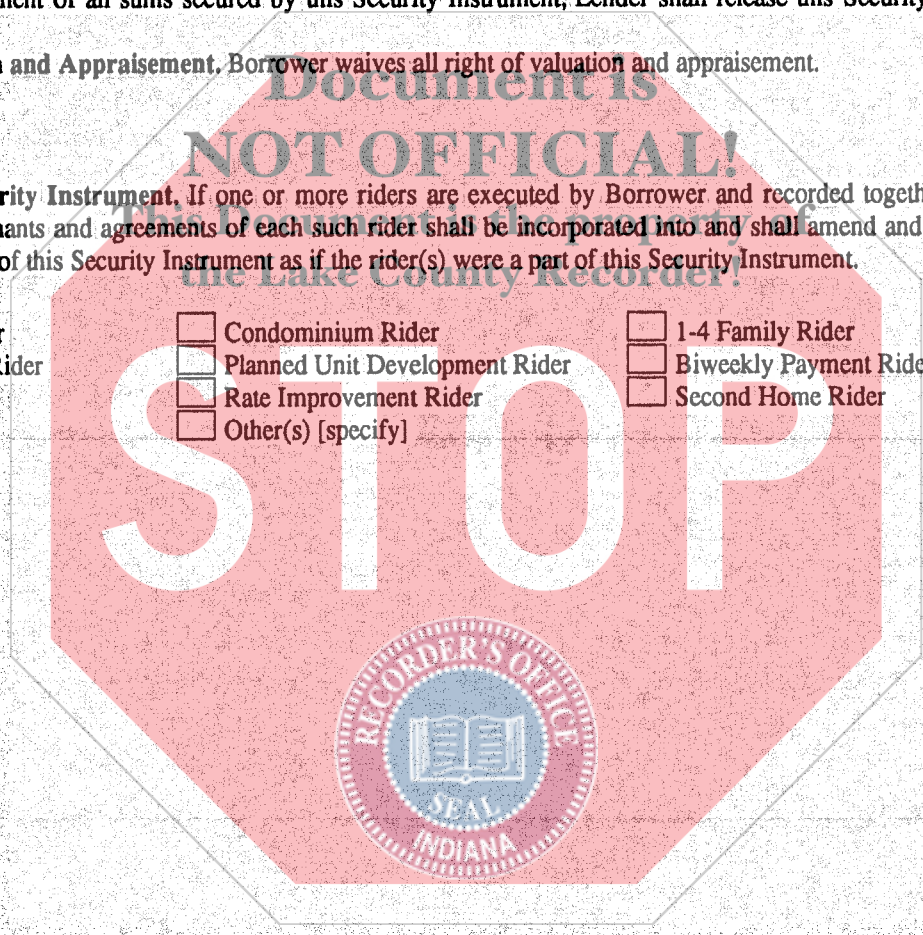 ment of all sums secured by this Security Instrument, Lender shall release this Security
and Appraisement. Borrower waives all right of valuation and appraisement.
Document is
NOT OFFICIAL!
rity Instrument. If one or more riders are executed by Borrower and recorded togeth
This Document is the property of
nants and agreements of each such rider shall be incorporated into and shall amend and
of this Security Instrument as if the rider(s) were a part of this Security Instrument.
the Lake County Recorder!
r Condominium Rider 1-4 Family Rider
Rider Planned Unit Development Rider Biweekly Payment Ride
Rate Improvement Rider Second Home Rider
Other(s) [specify]
STOP
RECORDER'S OFFICE
SEAL
INDIANA